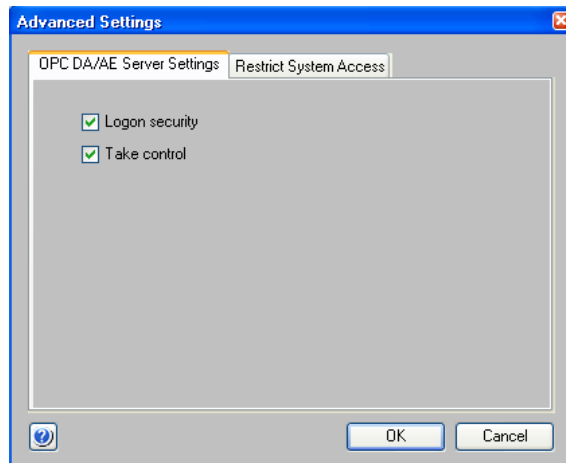 Advanced Settings
OPC DA/AE Server Settings
Restrict System Access
Logon security
Take control
OK
Cancel